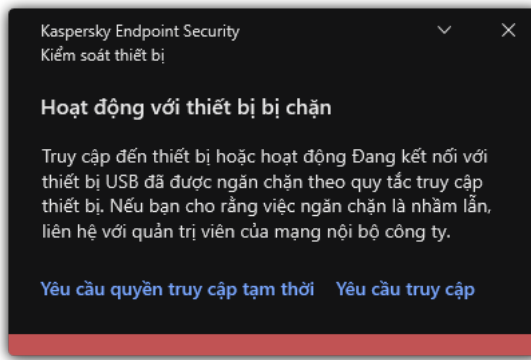 Kaspersky Endpoint Security
Kiểm soát thiết bị
Hoạt động với thiết bị bị chặn
Truy cập đến thiết bị hoặc hoạt động Đang kết nối với
thiết bị USB đã được ngăn chặn theo quy tắc truy cập
thiết bị. Nếu bạn cho rằng việc ngăn chặn là nhầm lẫn,
liên hệ với quản trị viên của mạng nội bộ công ty.
Yêu cầu quyền truy cập tạm thời Yêu cầu truy cập